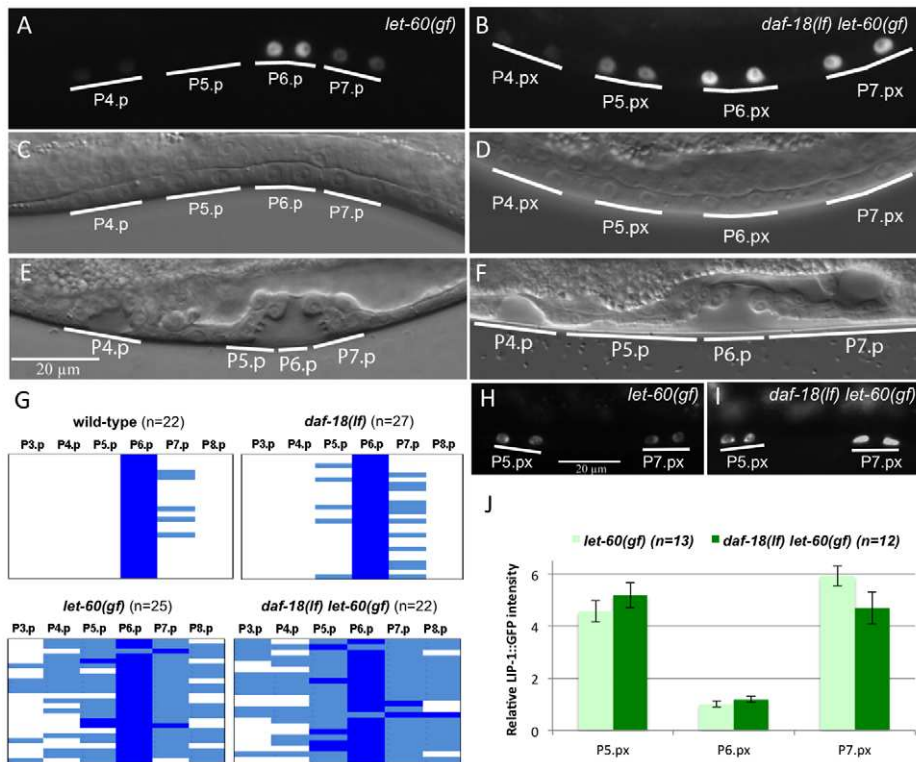 A let-60(gf)
P4.p P5.p P6.p P7.p
B daf-18(lf) let-60(gf)
P4.px P5.px P6.px P7.px
C
P4.p P5.p P6.p P7.p
D
P4.px P5.px P6.px P7.px
E
P4.p P5.p P6.p P7.p
20 µm
F
P4.p P5.p P6.p P7.p
G
wild-type (n=22)
P3.p P4.p P5.p P6.p P7.p P8.p
daf-18(lf) (n=27)
P3.p P4.p P5.p P6.p P7.p P8.p
let-60(gf) (n=25)
P3.p P4.p P5.p P6.p P7.p P8.p
daf-18(lf) let-60(gf) (n=22)
P3.p P4.p P5.p P6.p P7.p P8.p
H let-60(gf)
P5.px 20 µm P7.px
I daf-18(lf) let-60(gf)
P5.px P7.px
J
let-60(gf) (n=13) daf-18(lf) let-60(gf) (n=12)
Relative LIP-1::GFP intensity
6
4
2
0
P5.px P6.px P7.px